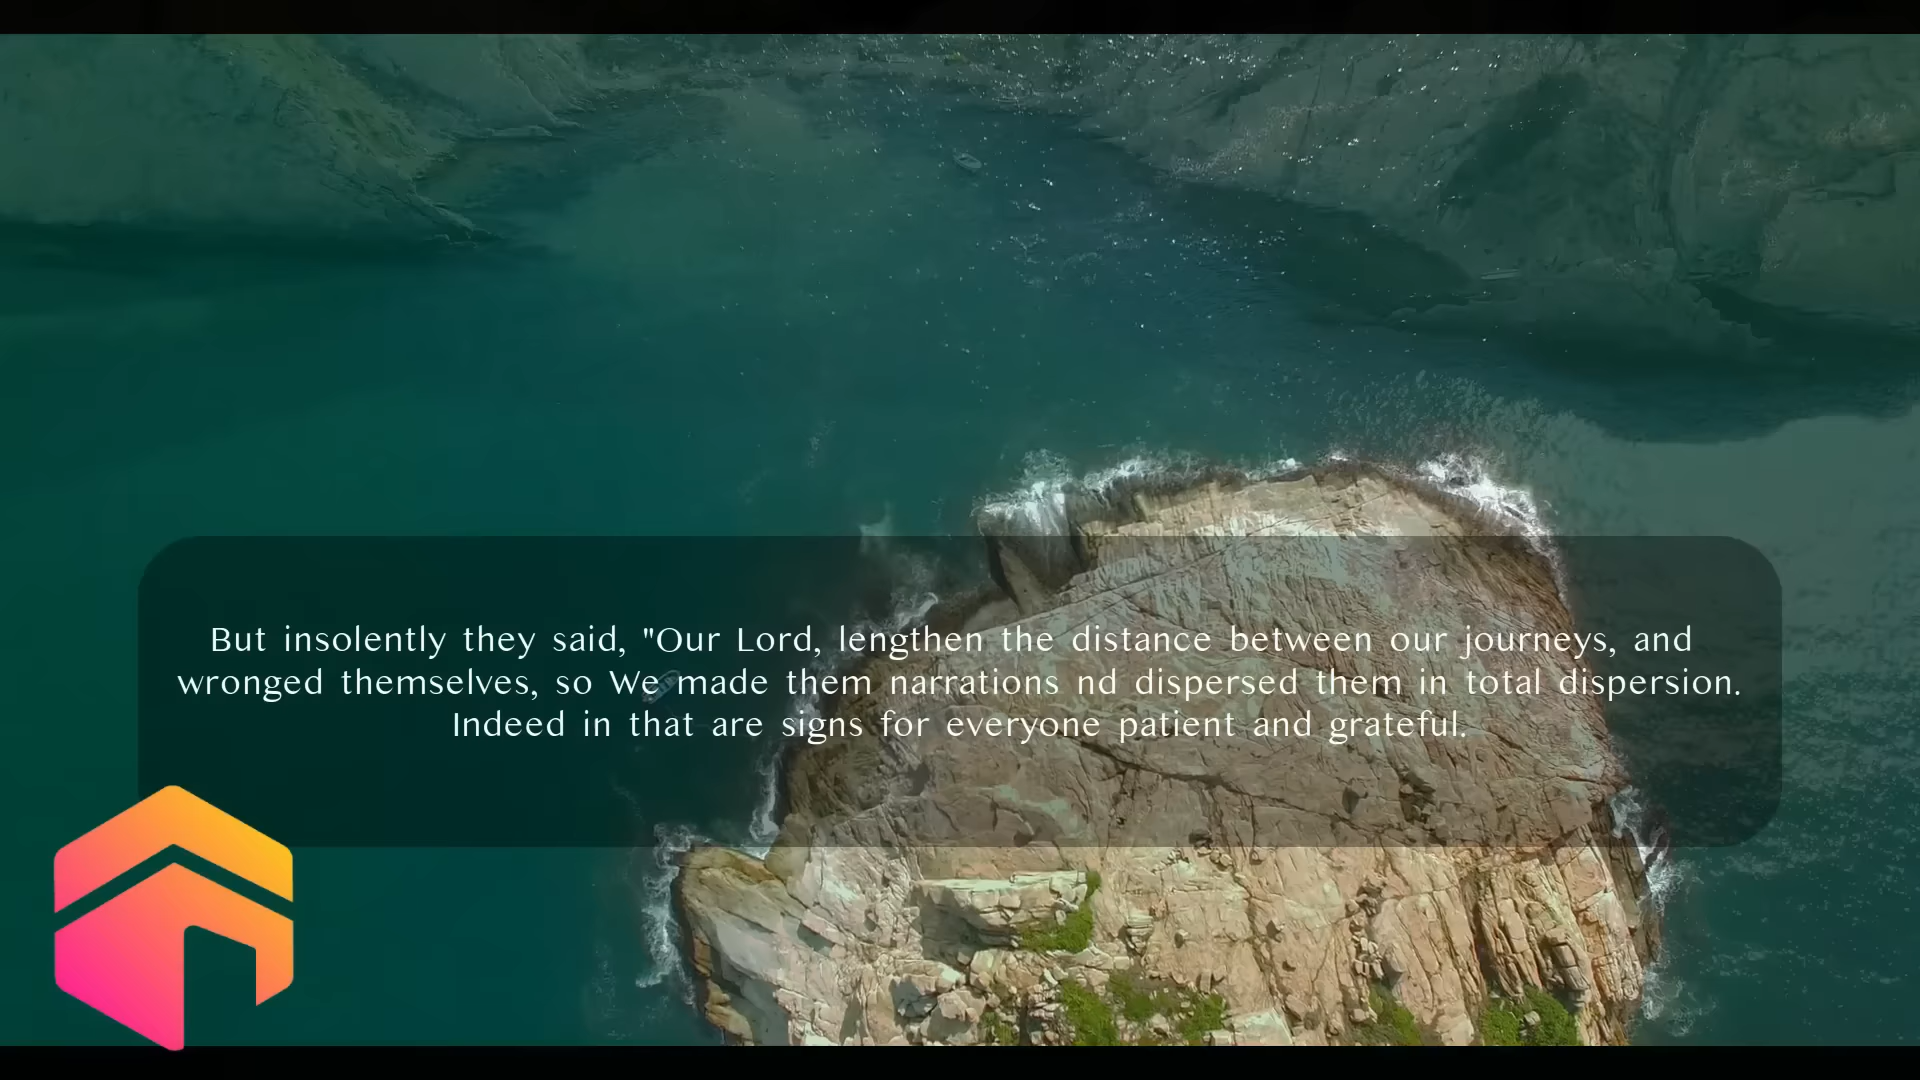 But insolently they said, "Our Lord, lengthen the distance between our journeys, and
wronged themselves, so We made them narrations nd dispersed them in total dispersion.
Indeed in that are signs for everyone patient and grateful.